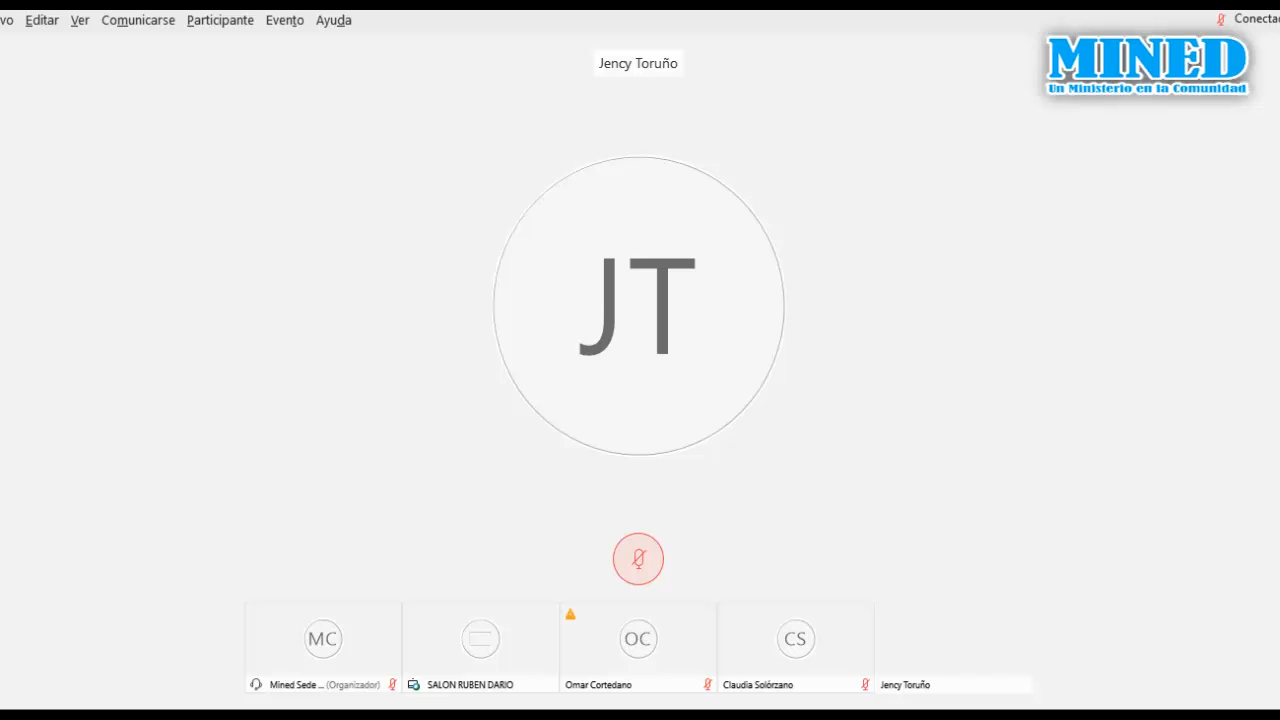 vo Editar Ver Comunicarse Participante Evento Ayuda
Conecta
Jency Toruño
MINED
Un Ministerio en la Comunidad
JT
MC
OC
CS
Mined Sede ... (Organizador)
SALON RUBEN DARIO
Omar Cortedano
Claudia Solórzano
Jency Toruño